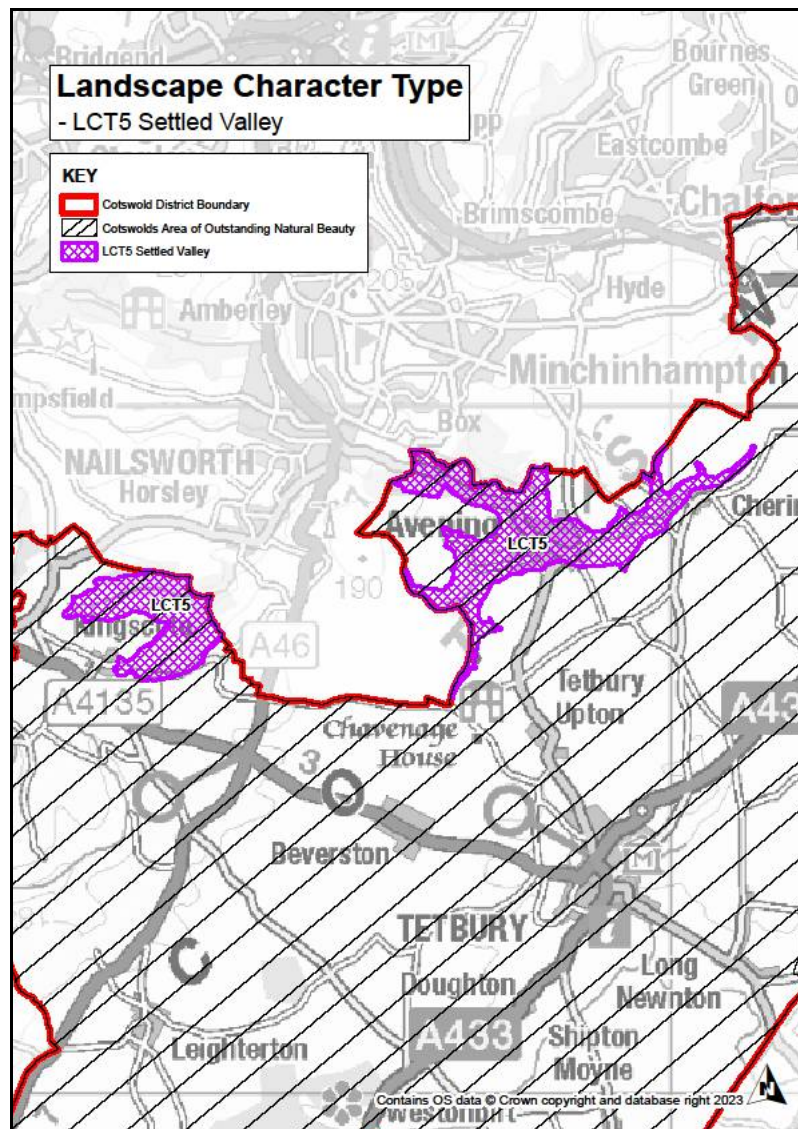 Bridgend
Landscape Character Type
- LCT5 Settled Valley
KEY
Cotswold District Boundary
Cotswolds Area of Outstanding Natural Beauty
LCT5 Settled Valley
Bournes
Green
Eastcombe
Brimscombe
Hyde
205
Amberley
Minchinhampton
Box
NAILSWORTH
Horsley
Avening
LCT5
190
LCT5
A46
A4135
Tetbury
Upton
Chavenage
House
3
Beverston
TETBURY
Doughton
Long
Newnton
A433
Shipton
Moyne
Leighterton
N
Contains OS data © Crown copyright and database right 2023